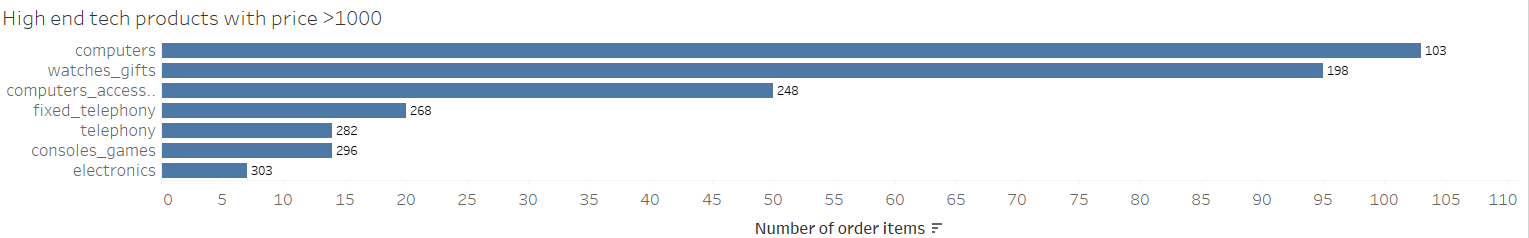 High end tech products with price >1000
computers 103
watches_gifts 198
computers_access.. 248
fixed_telephony 268
telephony 282
consoles_games 296
electronics 303
0 5 10 15 20 25 30 35 40 45 50 55 60 65 70 75 80 85 90 95 100 105 110
Number of order items